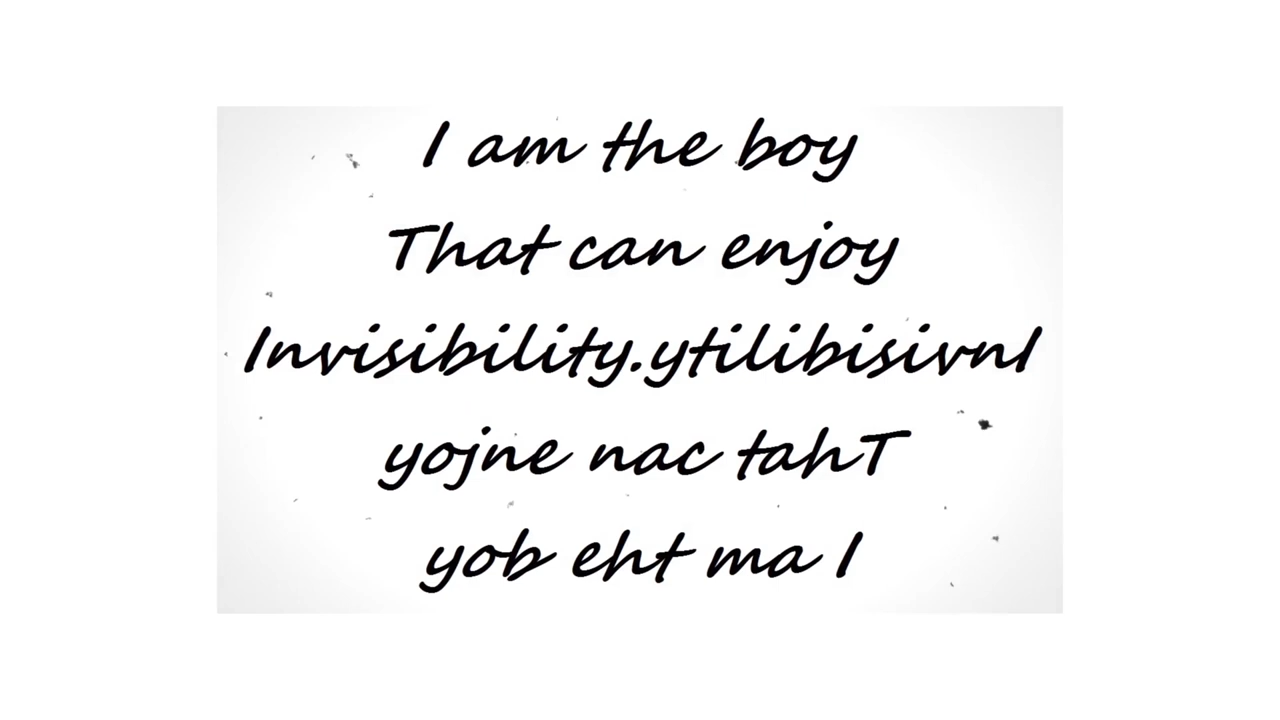 I am the boy
That can enjoy
Invisibility.ytilibisivnI
yojne nac tahT
yob eht ma I